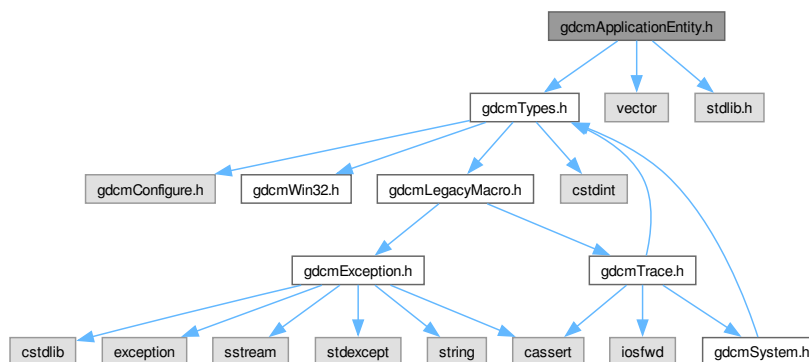 gdcmApplicationEntity.h
gdcmTypes.h
vector
stdlib.h
gdcmConfigure.h
gdcmWin32.h
gdcmLegacyMacro.h
cstdint
gdcmException.h
gdcmTrace.h
cstdlib
exception
sstream
stdexcept
string
cassert
iosfwd
gdcmSystem.h